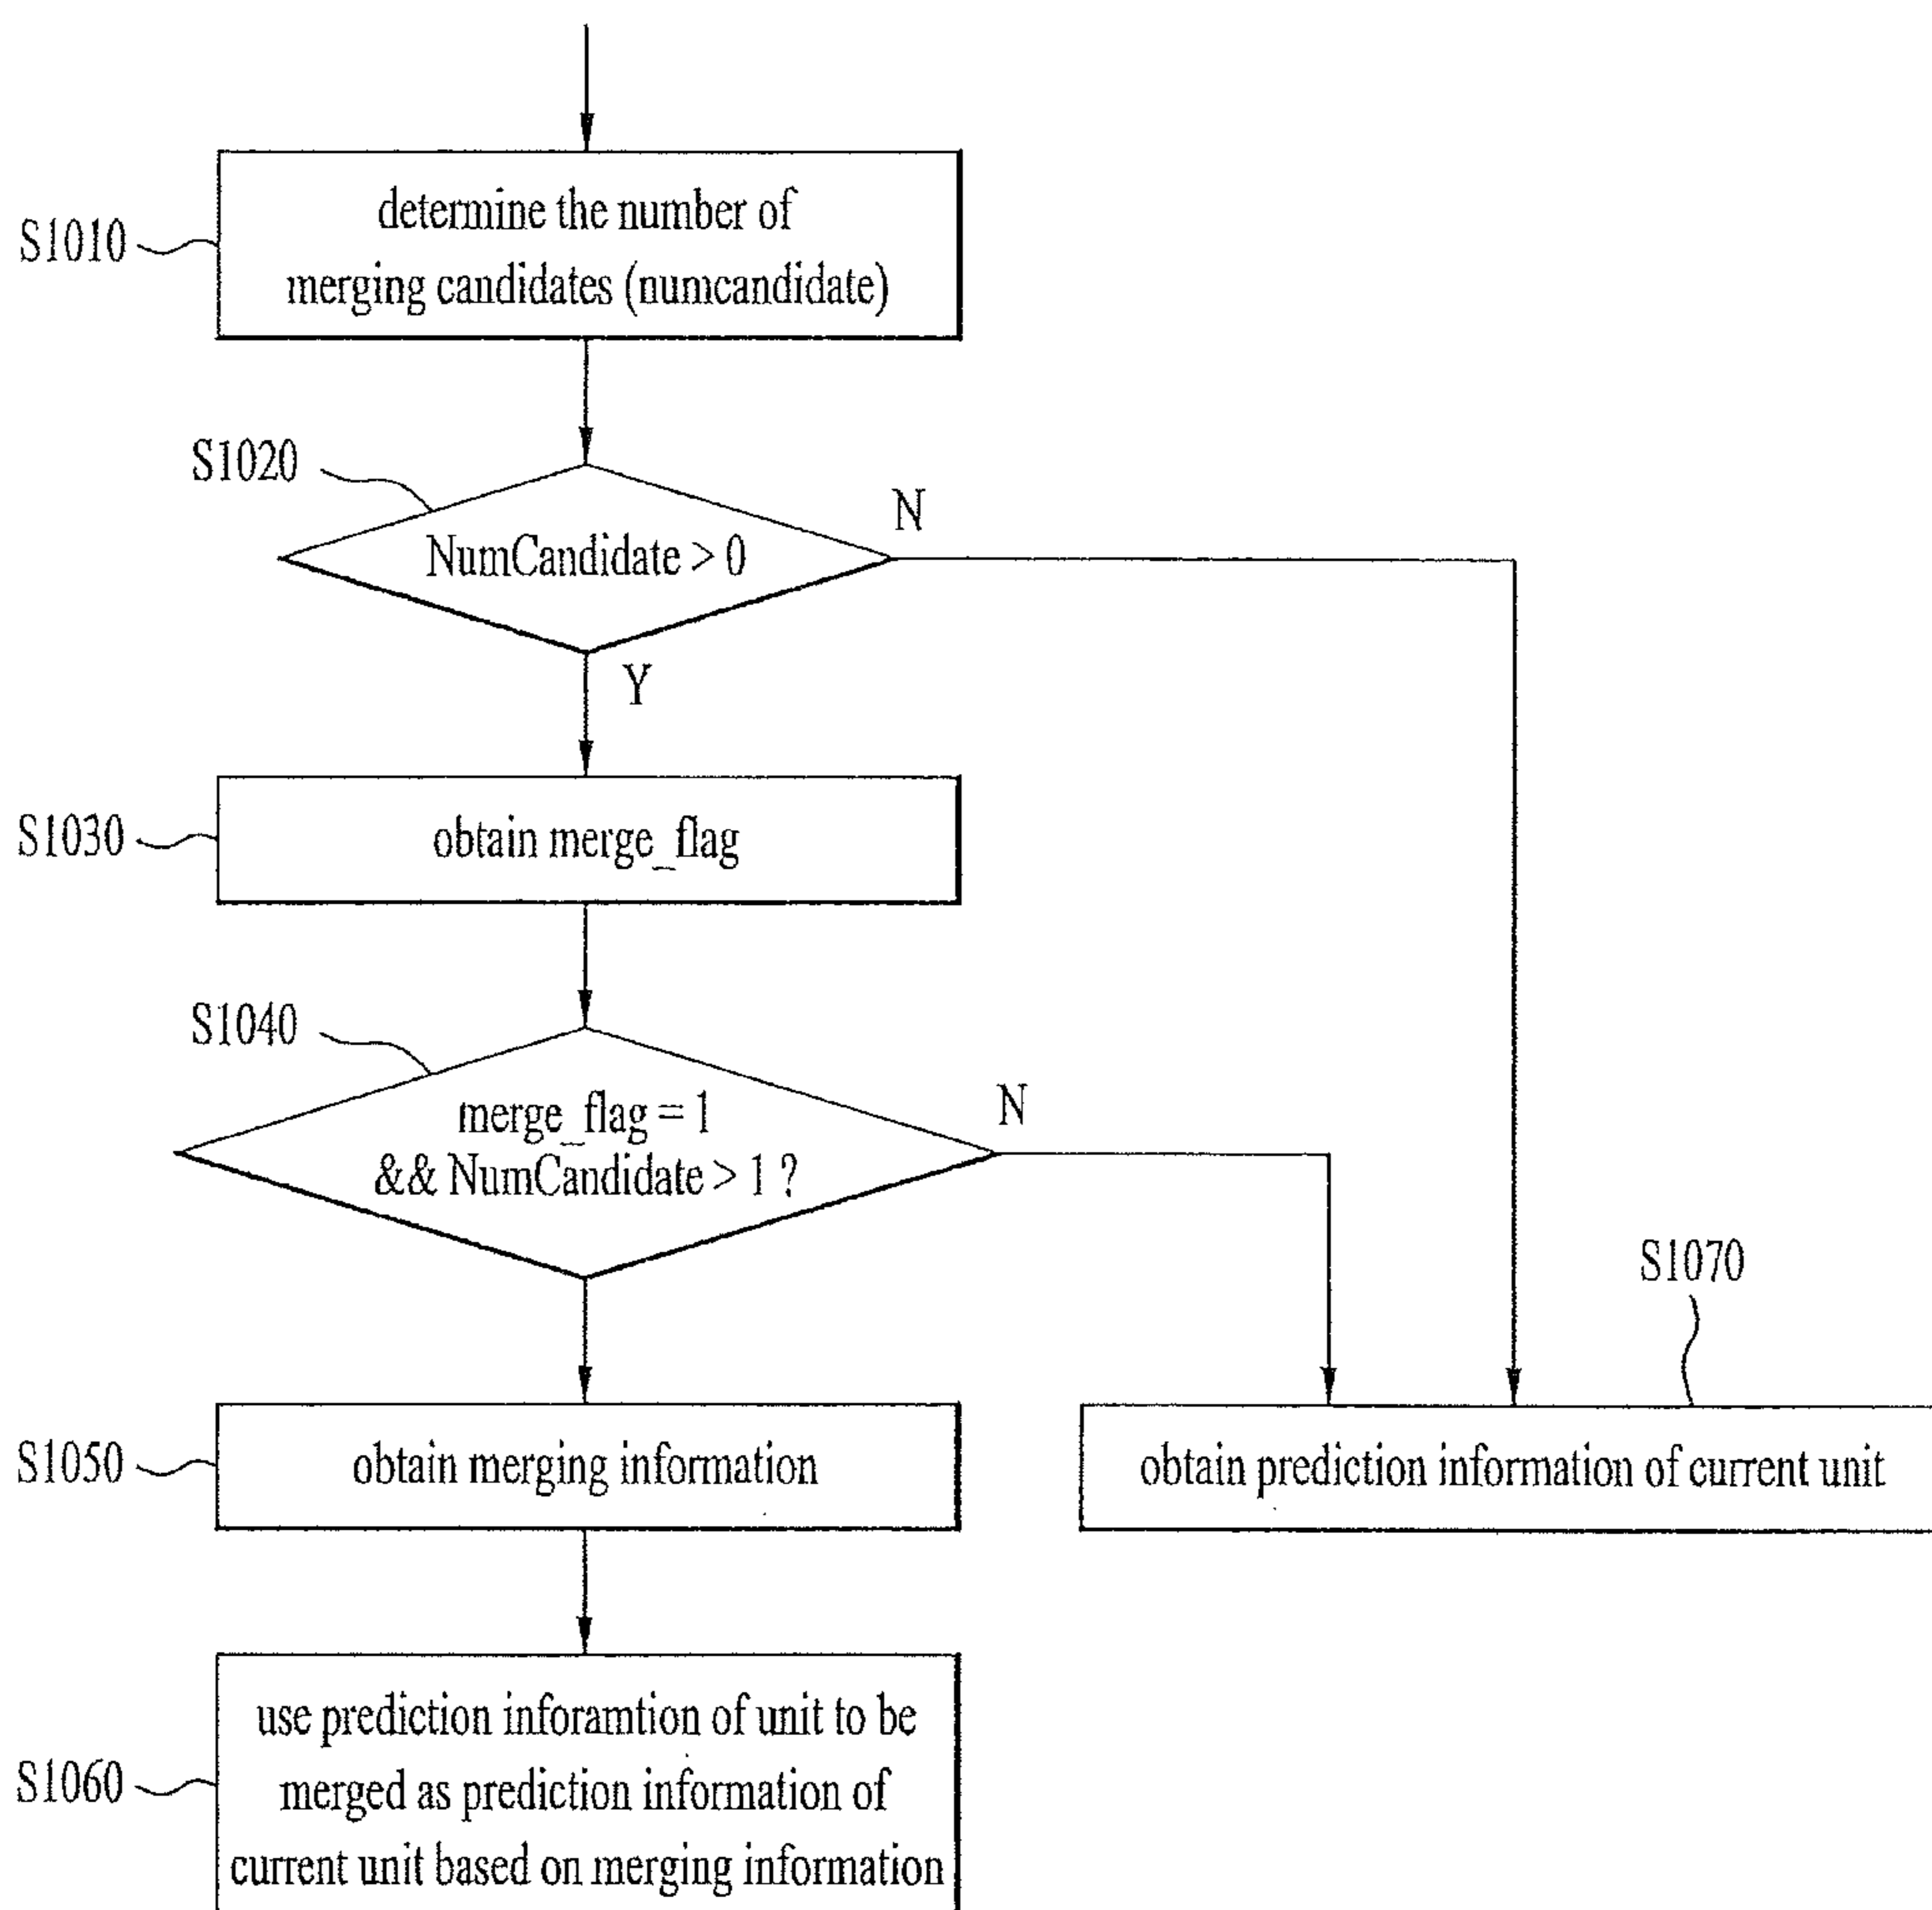 S1010
determine the number of
merging candidates (numcandidate)
S1020
NumCandidate > 0
N
Y
S1030
obtain merge_flag
S1040
merge_flag = 1
&& NumCandidate > 1 ?
N
S1070
S1050
obtain merging information
obtain prediction information of current unit
S1060
use prediction inforamtion of unit to be
merged as prediction information of
current unit based on merging information